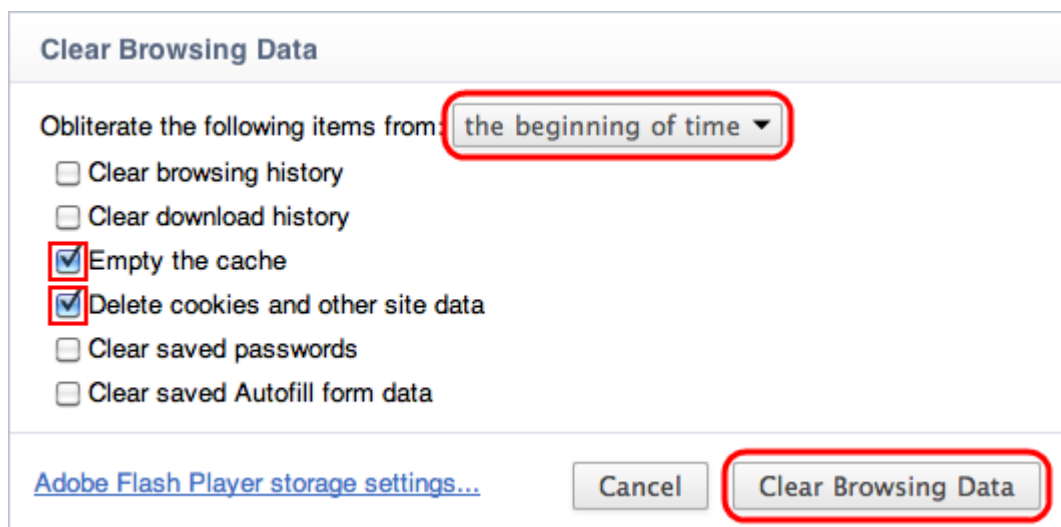 Clear Browsing Data
Obliterate the following items from: the beginning of time
Clear browsing history
Clear download history
Empty the cache
Delete cookies and other site data
Clear saved passwords
Clear saved Autofill form data
Adobe Flash Player storage settings... Cancel Clear Browsing Data